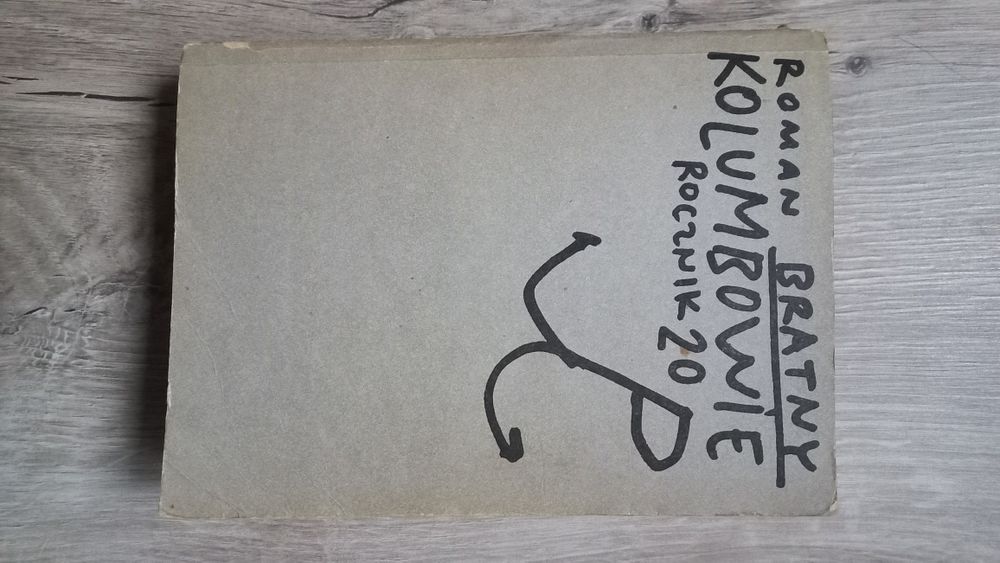 ROMAN BRATNY
KOLUMBOWIE
ROCZNIK 20